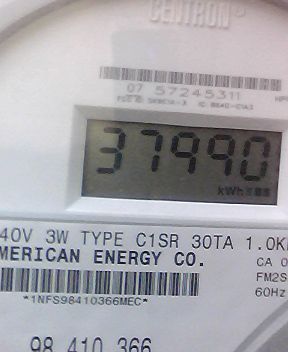 CENTRON®
07 57245311
37990
kWh
40V 3W TYPE C1SR 30TA 1.0K
MERICAN ENERGY CO.
CA 0
FM2S
*1NFS98410366MEC*
60Hz
98 410 366